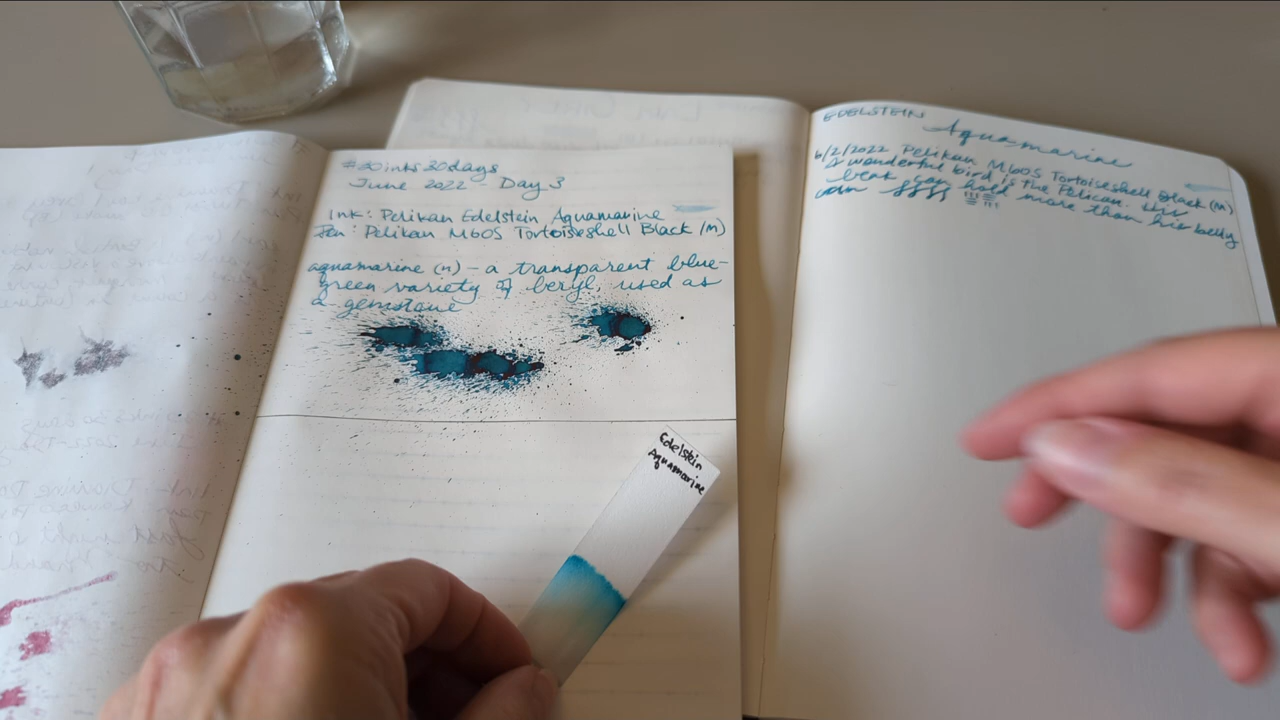 #30inks30days
June 2022 - Day 3
Ink: Pelikan Edelstein Aquamarine
Pen: Pelikan M605 Tortoiseshell Black (M)
aquamarine (n) - a transparent blue-
green variety of beryl, used as
a gemstone
Edelstein
Aquamarine
EDELSTEIN
Aquamarine
6/2/2022 Pelikan M605 Tortoiseshell Black (M)
A wonderful bird is the Pelican. His
beak can hold more than his belly
can